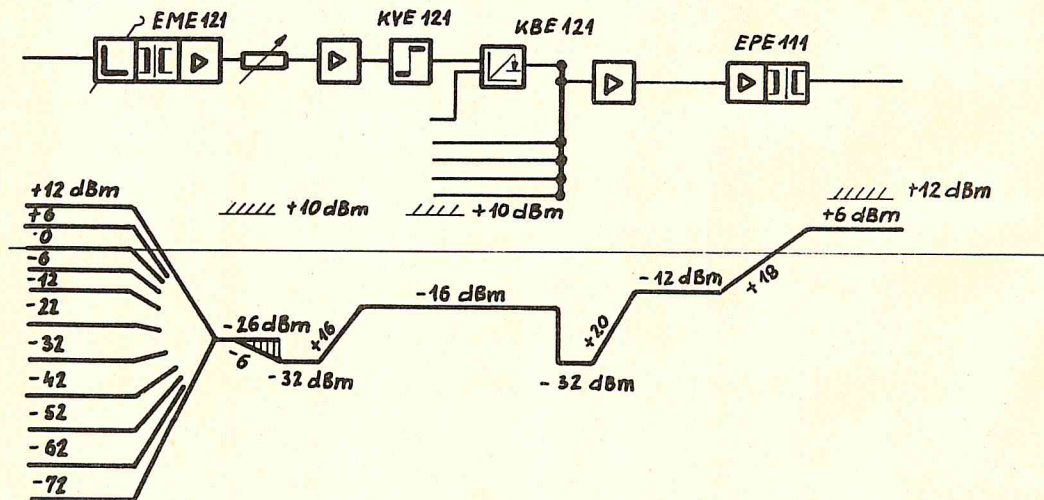 EME 121
KVE 121
KBE 121
EPE 111
+12 dBm
+6
0
-6
-12
-22
-32
-42
-52
-62
-72
+10 dBm
+10 dBm
+12 dBm
+6 dBm
-26 dBm
-6
-32 dBm
+16
-16 dBm
-32 dBm
+20
-12 dBm
+18